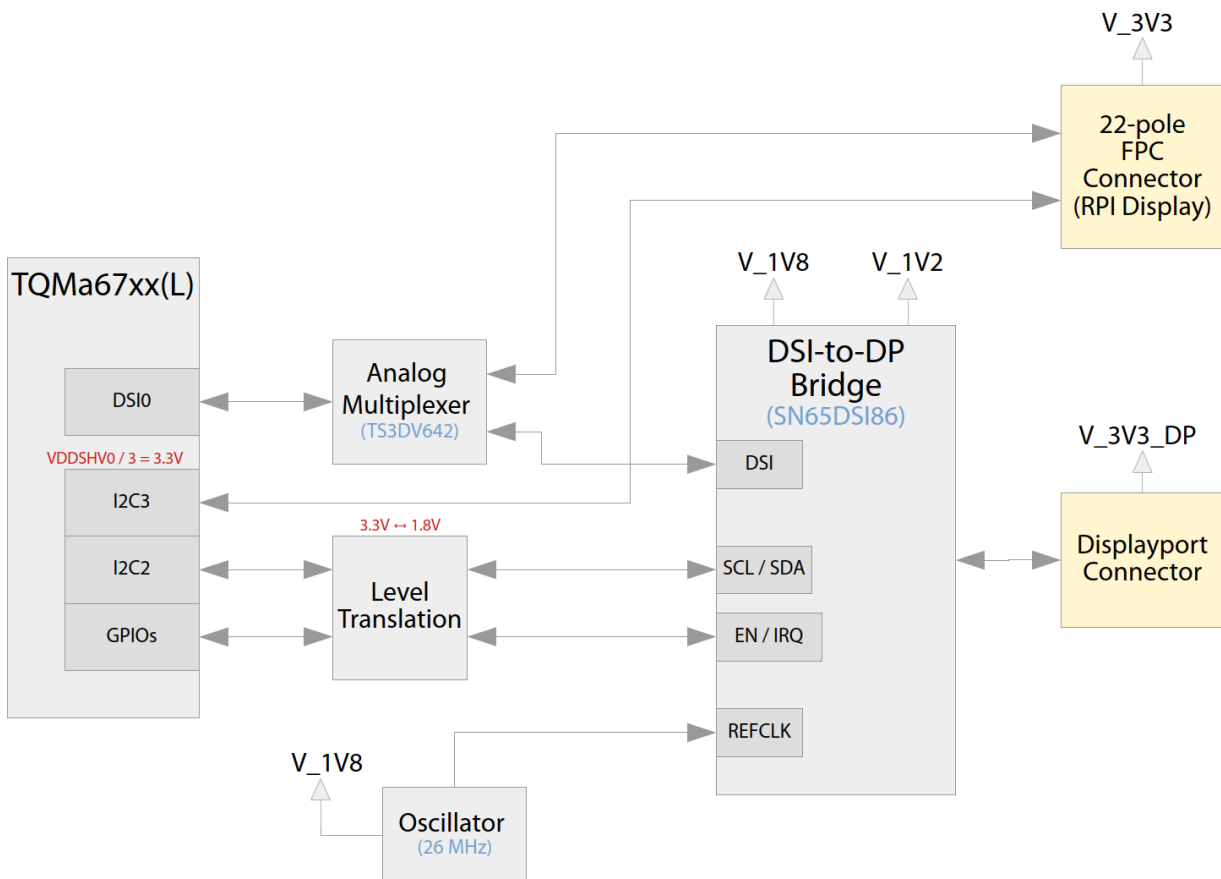 V_3V3
22-pole
FPC
Connector
(RPI Display)
TQMa67xx(L)
DSI0
VDDSHV0 / 3 = 3.3V
I2C3
I2C2
GPIOs
Analog
Multiplexer
(TS3DV642)
3.3V ↔ 1.8V
Level
Translation
V_1V8
V_1V2
DSI-to-DP
Bridge
(SN65DSI86)
DSI
SCL / SDA
EN / IRQ
REFCLK
V_3V3_DP
Displayport
Connector
V_1V8
Oscillator
(26 MHz)